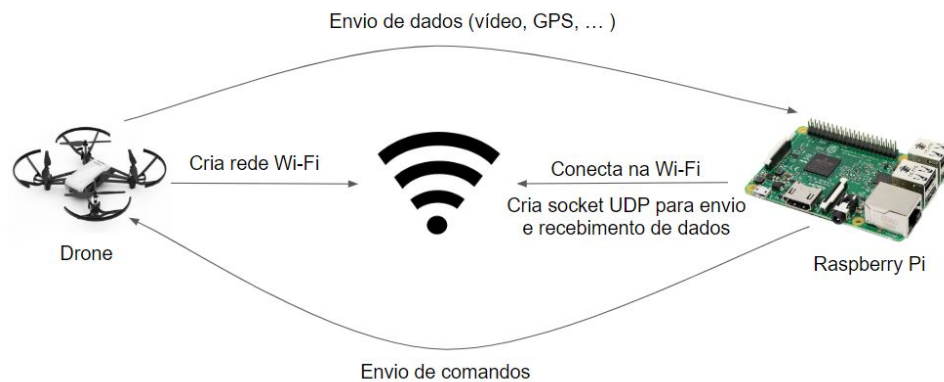 Envio de dados (vídeo, GPS, … )
Cria rede Wi-Fi
Conecta na Wi-Fi
Cria socket UDP para envio
e recebimento de dados
Drone
Raspberry Pi
Envio de comandos